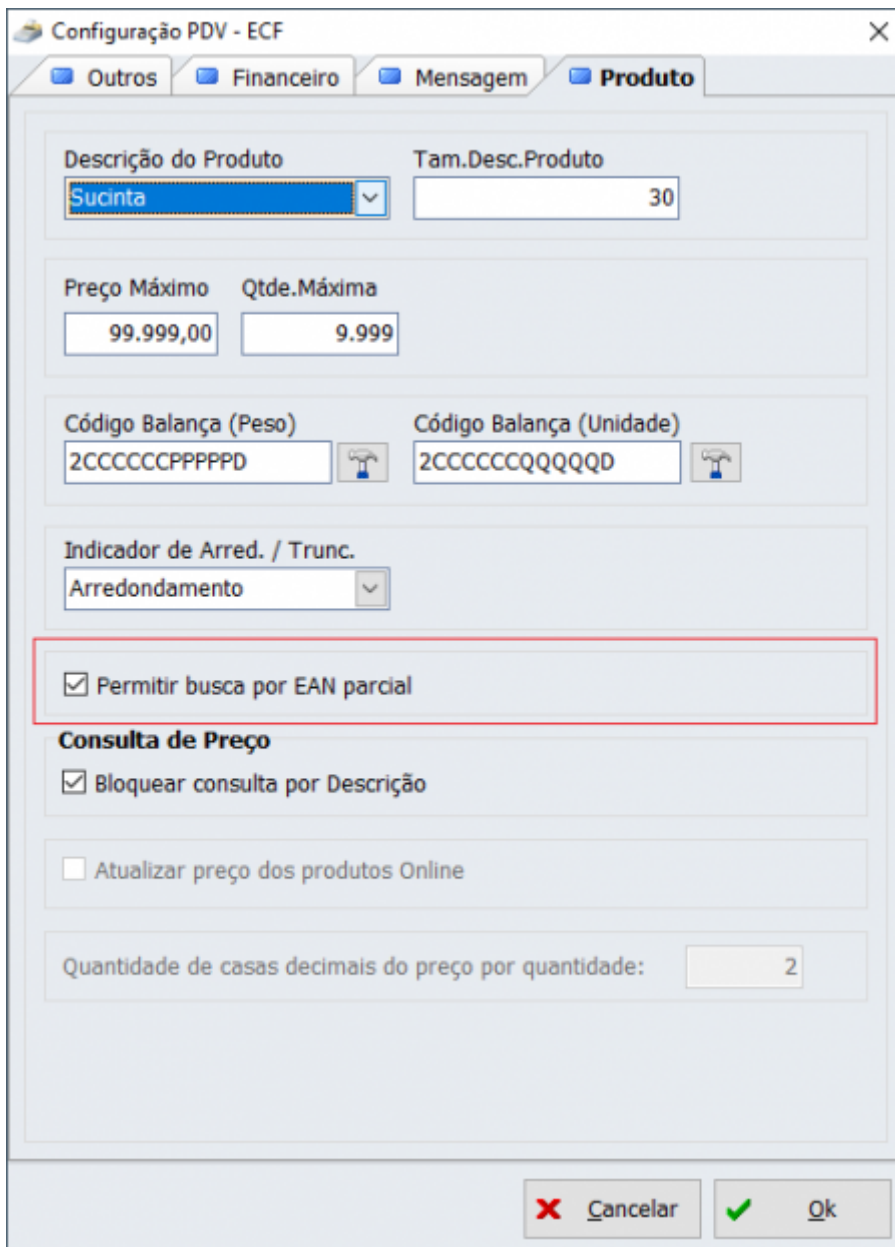 Configuração PDV - ECF
Outros Financeiro Mensagem Produto
Descrição do Produto Tam.Desc.Produto
Sucinta 30
Preço Máximo Qtde.Máxima
99.999,00 9.999
Código Balança (Peso) Código Balança (Unidade)
2CCCCCCPPPPPD 2CCCCCCQQQQQD
Indicador de Arred. / Trunc.
Arredondamento
Permitir busca por EAN parcial
Consulta de Preço
Bloquear consulta por Descrição
Atualizar preço dos produtos Online
Quantidade de casas decimais do preço por quantidade: 2
Cancelar Ok